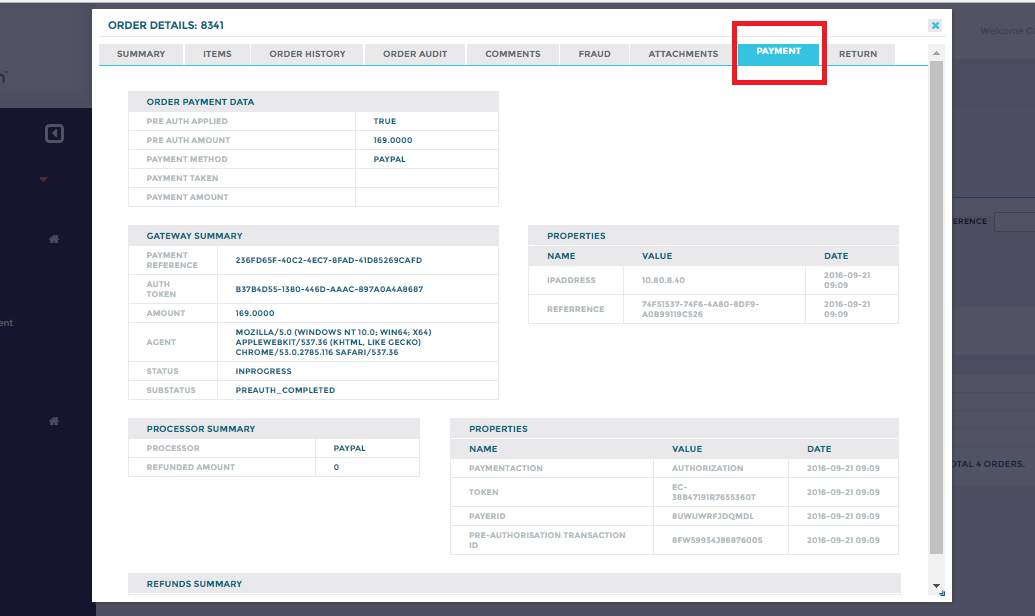 ORDER DETAILS: 8341
Welcome C
SUMMARY ITEMS ORDER HISTORY ORDER AUDIT COMMENTS FRAUD ATTACHMENTS PAYMENT RETURN
ORDER PAYMENT DATA
PRE AUTH APPLIED TRUE
PRE AUTH AMOUNT 169.0000
PAYMENT METHOD PAYPAL
PAYMENT TAKEN
PAYMENT AMOUNT
ERENCE
GATEWAY SUMMARY
PAYMENT
REFERENCE
236FD65F-40C2-4EC7-8FAD-41D85269CAFD
AUTH
TOKEN
B37B4D55-1380-446D-AAAC-897A0A4A8687
AMOUNT 169.0000
AGENT
MOZILLA/5.0 (WINDOWS NT 10.0; WIN64; X64)
APPLEWEBKIT/537.36 (KHTML, LIKE GECKO)
CHROME/53.0.2785.116 SAFARI/537.36
STATUS INPROGRESS
SUBSTATUS PREAUTH_COMPLETED
PROPERTIES
NAME VALUE DATE
IPADDRESS 10.80.8.40
2016-09-21
09:09
REFERRENCE
74F51537-74F6-4A80-8DF9-
A0B99119C526
2016-09-21
09:09
ent
PROCESSOR SUMMARY
PROCESSOR PAYPAL
REFUNDED AMOUNT 0
PROPERTIES
NAME VALUE DATE
PAYMENTACTION AUTHORIZATION 2016-09-21 09:09
TOKEN
EC-
38B47191R7655360T
2016-09-21 09:09
PAYERID 8UWUWRFJDQMDL 2016-09-21 09:09
PRE-AUTHORISATION TRANSACTION
ID
8FW59934J8687600S
2016-09-21 09:09
OTAL 4 ORDERS.
REFUNDS SUMMARY